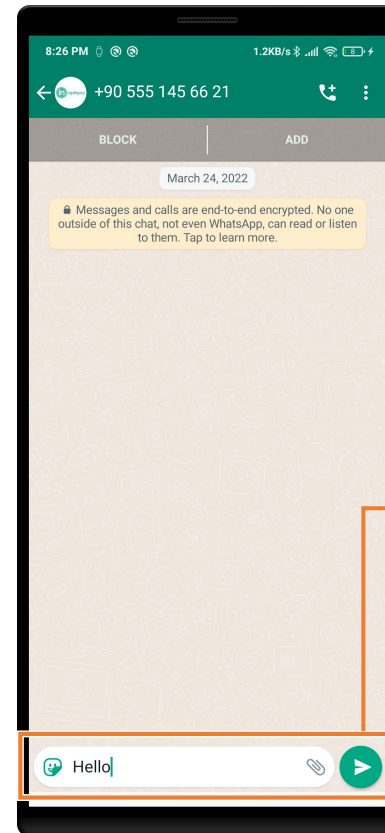 8:26 PM 1.2KB/s 8
+90 555 145 66 21
BLOCK ADD
March 24, 2022
Messages and calls are end-to-end encrypted. No one
outside of this chat, not even WhatsApp, can read or listen
to them. Tap to learn more.
Hello